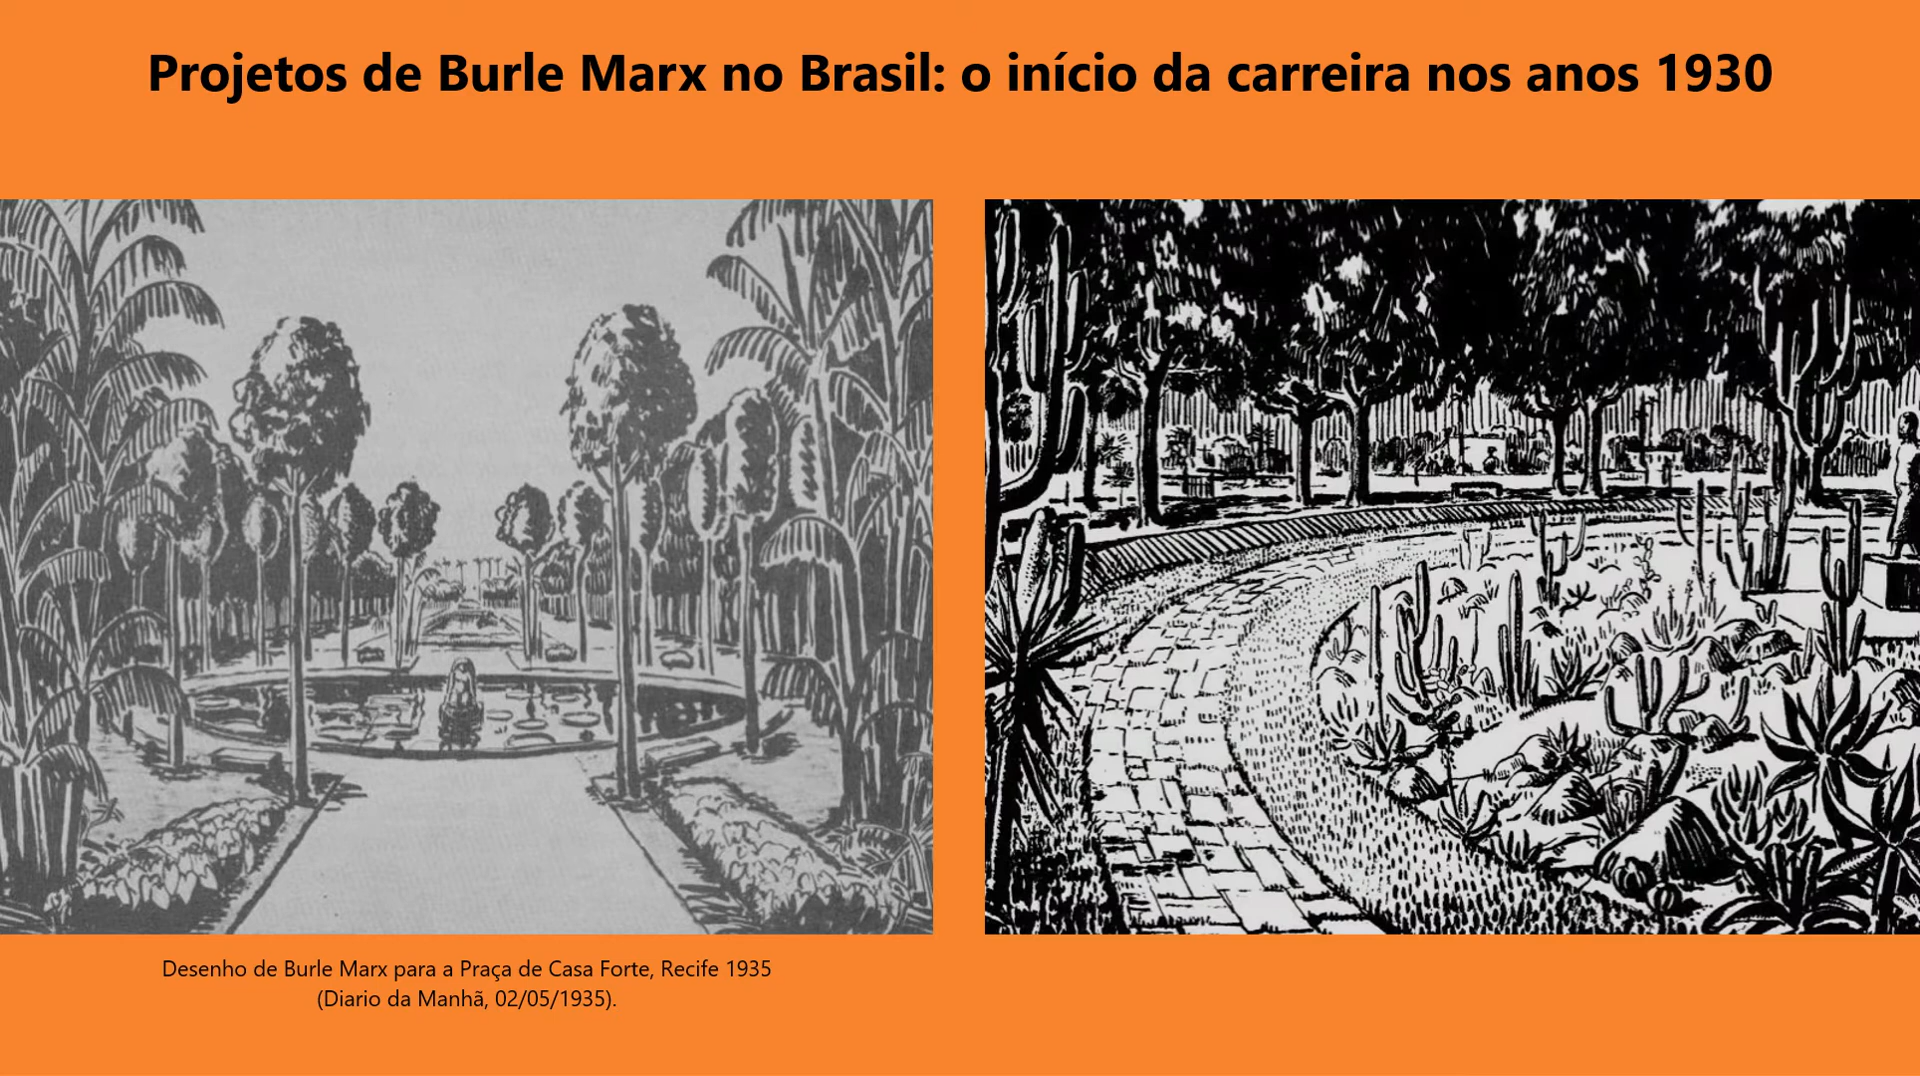 Projetos de Burle Marx no Brasil: o início da carreira nos anos 1930
Desenho de Burle Marx para a Praça de Casa Forte, Recife 1935
(Diario da Manhã, 02/05/1935).